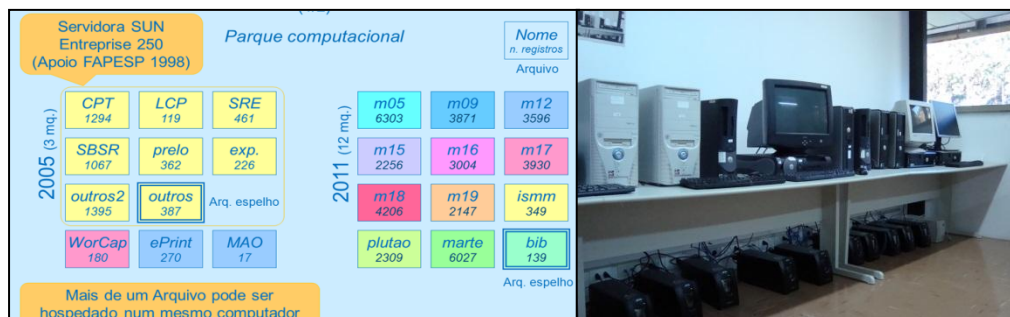 Servidora SUN
Entreprise 250
(Apoio FAPESP 1998)
Parque computacional
Nome
n. registros
Arquivo
2005 (3 mq.)
CPT LCP SRE
1294 119 461
SBSR prelo exp.
1067 362 226
outros2 outros Arq. espelho
1395 387
WorCap ePrint MAO
180 270 17
2011 (12 mq.)
m05 m09 m12
6303 3871 3596
m15 m16 m17
2256 3004 3930
m18 m19 ismm
4206 2147 349
plutao marte bib
2309 6027 139
Arq. espelho
Mais de um Arquivo pode ser
hospedado num mesmo computador